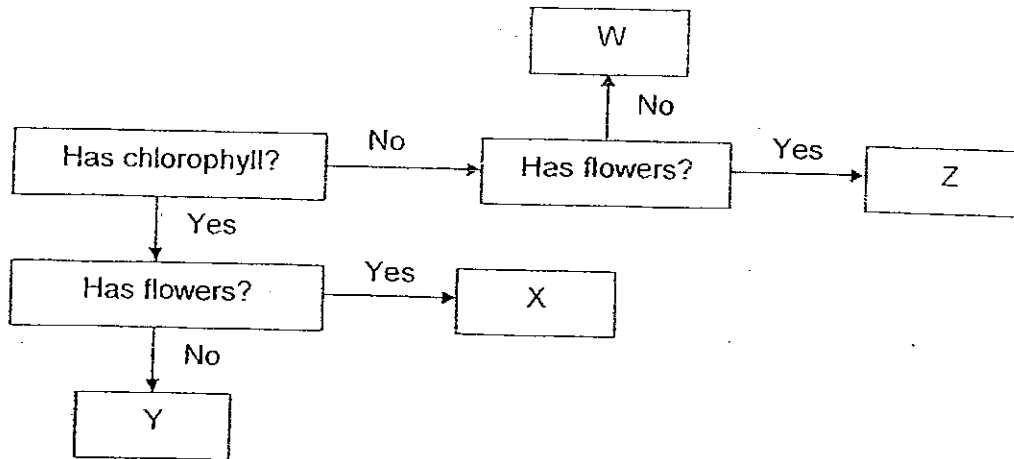 W
No
Has chlorophyll?
No
Has flowers?
Yes
Z
Yes
Has flowers?
Yes
X
No
Y